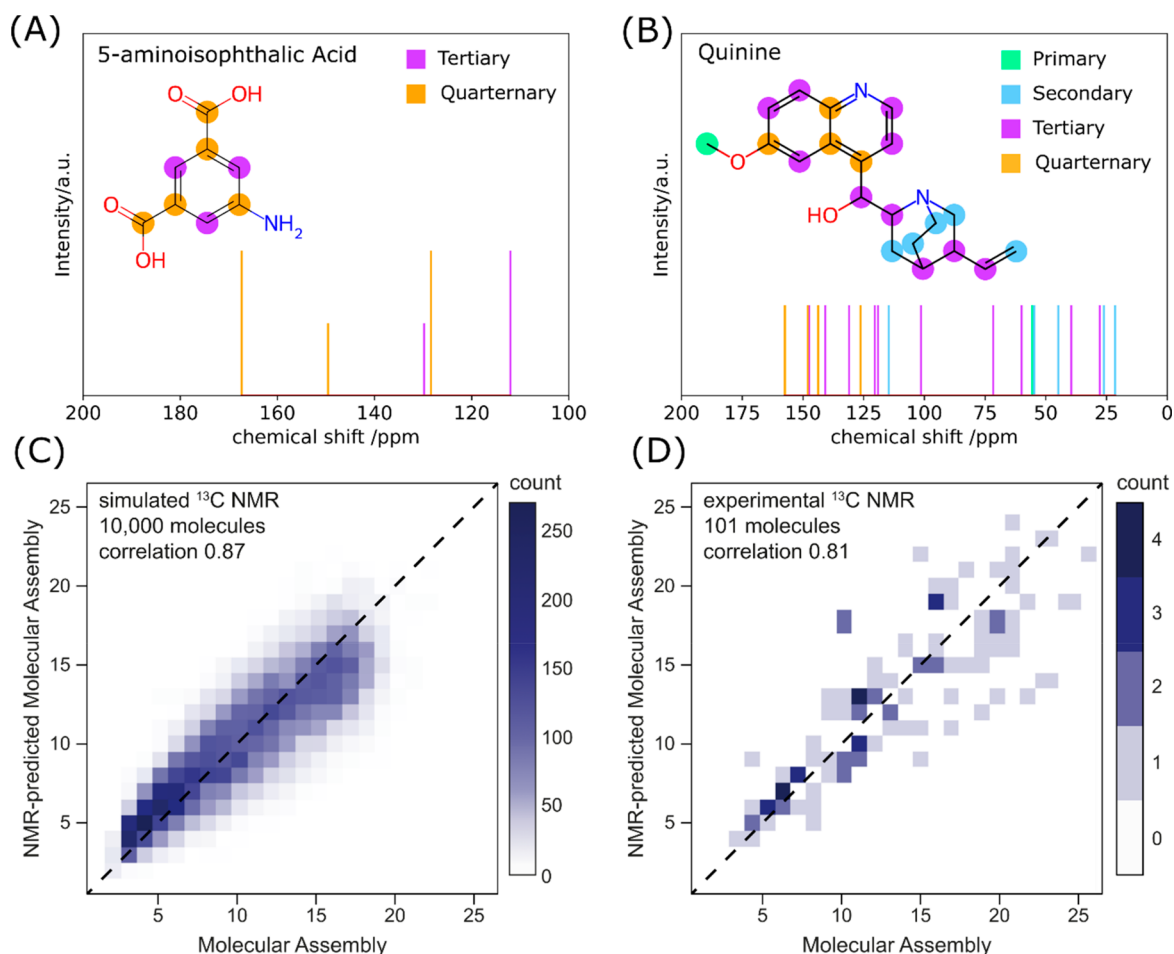 (A)
5-aminoisophthalic Acid
Tertiary
Quarternary
O
OH
O
OH
NH2
Intensity/a.u.
200 180 160 140 120 100
chemical shift /ppm
(B)
Quinine
Primary
Secondary
Tertiary
Quarternary
N
O
HO
N
Intensity/a.u.
200 175 150 125 100 75 50 25 0
chemical shift /ppm
(C)
simulated ¹³C NMR
10,000 molecules
correlation 0.87
NMR-predicted Molecular Assembly
25
20
15
10
5
5 10 15 20 25
Molecular Assembly
count
250
200
150
100
50
0
(D)
experimental ¹³C NMR
101 molecules
correlation 0.81
NMR-predicted Molecular Assembly
25
20
15
10
5
5 10 15 20 25
Molecular Assembly
count
4
3
2
1
0